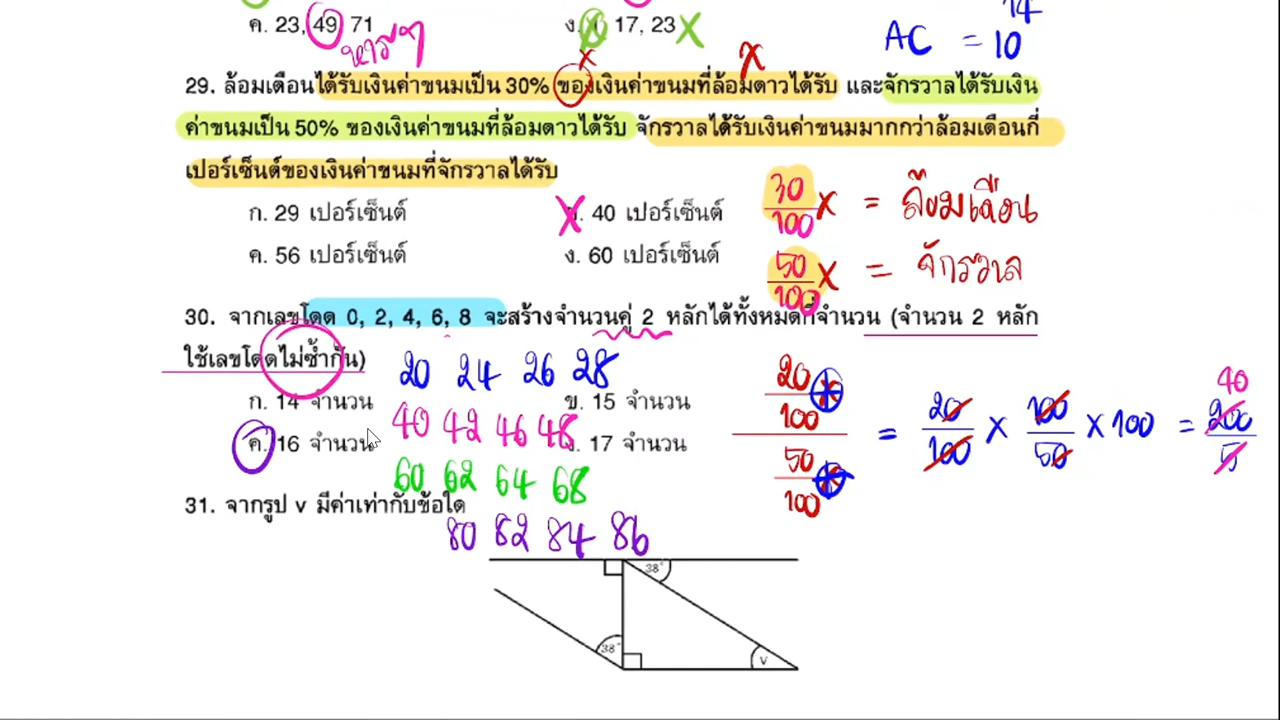 ค. 23, 49, 71
ง. 17, 23 X
หาร 7
14
AC = 10
X
X
29. ล้อมเดือนได้รับเงินค่าขนมเป็น 30% ของเงินค่าขนมที่ล้อมดาวได้รับ และจักรวาลได้รับเงิน
ค่าขนมเป็น 50% ของเงินค่าขนมที่ล้อมดาวได้รับ จักรวาลได้รับเงินค่าขนมมากกว่าล้อมเดือนกี่
เปอร์เซ็นต์ของเงินค่าขนมที่จักรวาลได้รับ
ก. 29 เปอร์เซ็นต์
X. 40 เปอร์เซ็นต์
ค. 56 เปอร์เซ็นต์
ง. 60 เปอร์เซ็นต์
30/100 x = ล้อมเดือน
50/100 x = จักรวาล
30. จากเลขโดด 0, 2, 4, 6, 8 จะสร้างจำนวนคู่ 2 หลักได้ทั้งหมดกี่จำนวน (จำนวน 2 หลัก
ใช้เลขโดดไม่ซ้ำกัน)
20 24 26 28
ก. 14 จำนวน
ข. 15 จำนวน
40 42 46 48
ค. 16 จำนวน
ง. 17 จำนวน
60 62 64 68
80 82 84 86
20/100 x
50/100 x
= 20/100 × 100/50 × 100 = 200/5
40
31. จากรูป v มีค่าเท่ากับข้อใด
38°
38°
v